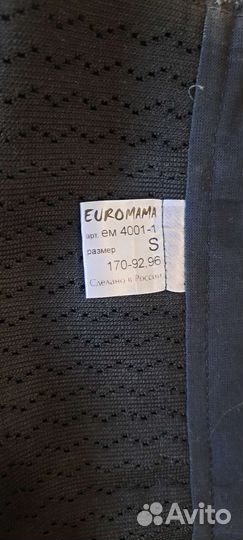 EUROMAMA
арт. ем 4001-1
размер S
170-92,96
Сделано в России
Avito